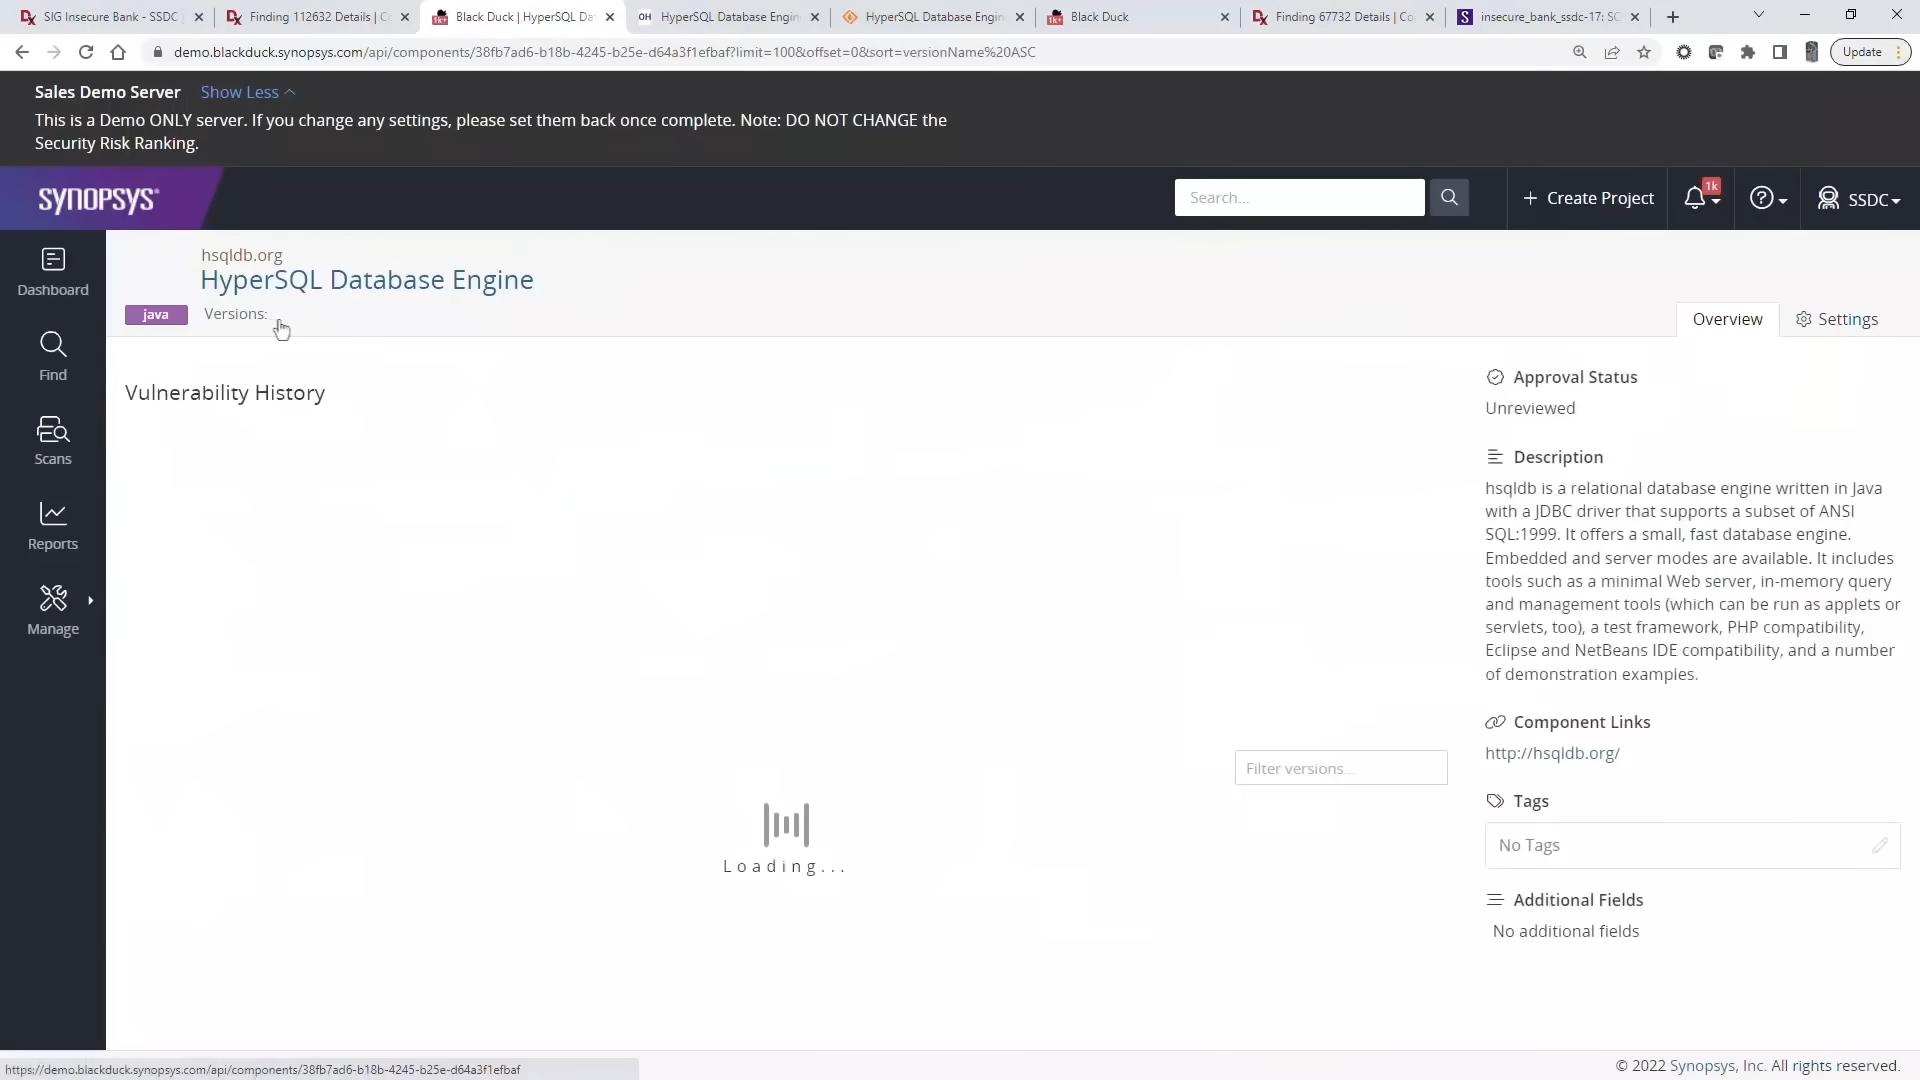 SIG Insecure Bank - SSDC
Finding 112632 Details | C
Black Duck | HyperSQL Da
OH HyperSQL Database Engin
HyperSQL Database Engin
Black Duck
Finding 67732 Details | Co
insecure_bank_ssdc-17: SC
demo.blackduck.synopsys.com/api/components/38fb7ad6-b18b-4245-b25e-d64a3f1efbaf?limit=100&offset=0&sort=versionName%20ASC
Update
Sales Demo Server Show Less
This is a Demo ONLY server. If you change any settings, please set them back once complete. Note: DO NOT CHANGE the
Security Risk Ranking.
SYNOPSYS®
Search...
+ Create Project
1k
SSDC
Dashboard
Find
Scans
Reports
Manage
hsqldb.org
HyperSQL Database Engine
java Versions:
Overview
Settings
Vulnerability History
Filter versions...
Loading...
Approval Status
Unreviewed
Description
hsqldb is a relational database engine written in Java
with a JDBC driver that supports a subset of ANSI
SQL:1999. It offers a small, fast database engine.
Embedded and server modes are available. It includes
tools such as a minimal Web server, in-memory query
and management tools (which can be run as applets or
servlets, too), a test framework, PHP compatibility,
Eclipse and NetBeans IDE compatibility, and a number
of demonstration examples.
Component Links
http://hsqldb.org/
Tags
No Tags
Additional Fields
No additional fields
© 2022 Synopsys, Inc. All rights reserved.
https://demo.blackduck.synopsys.com/api/components/38fb7ad6-b18b-4245-b25e-d64a3f1efbaf